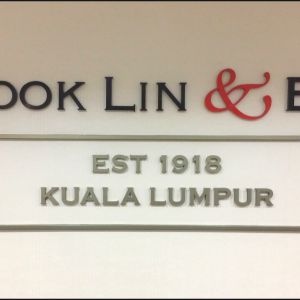 OOK LIN & B
EST 1918
KUALA LUMPUR